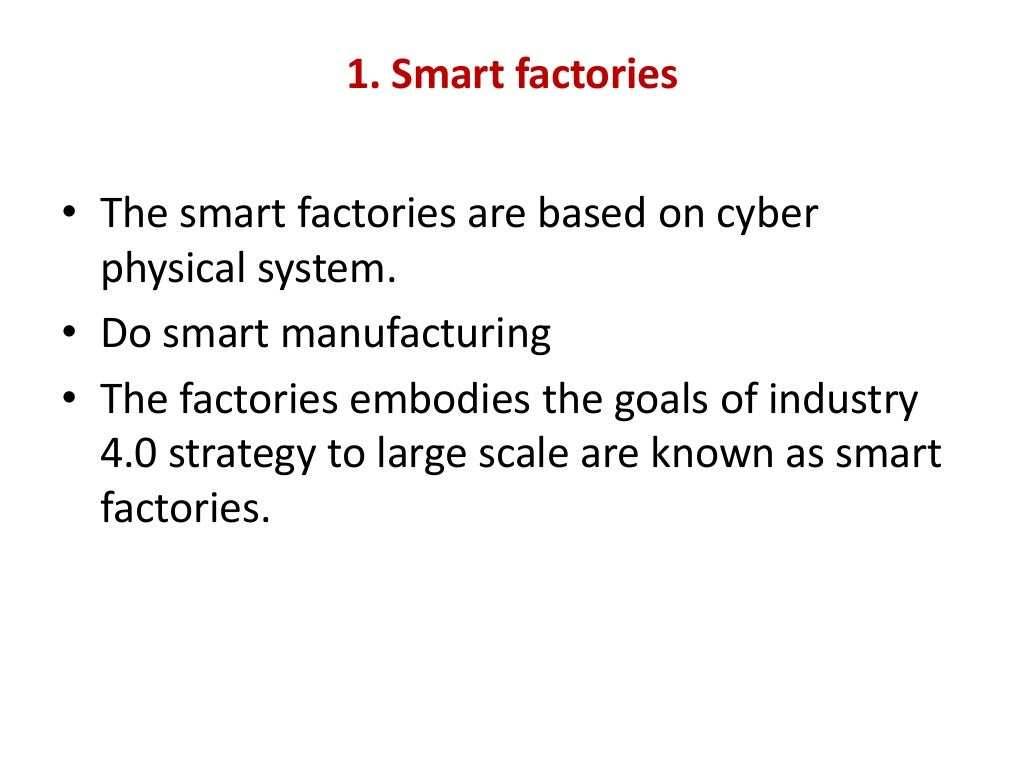 1. Smart factories
• The smart factories are based on cyber
physical system.
• Do smart manufacturing
• The factories embodies the goals of industry
4.0 strategy to large scale are known as smart
factories.